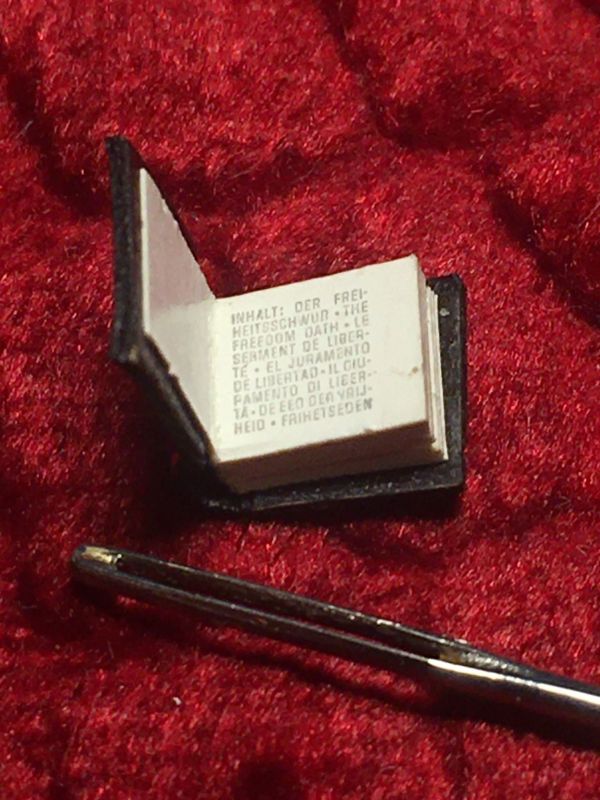 INHALT: DER FREI-
HEITSSCHWUR • THE
FREEDOM OATH • LE
SERMENT DE LIBER-
TÉ • EL JURAMENTO
DE LIBERTAD • IL GIU-
RAMENTO DI LIBER-
TÀ • DE EED DER VRIJ-
HEID • FRIHETSEDEN